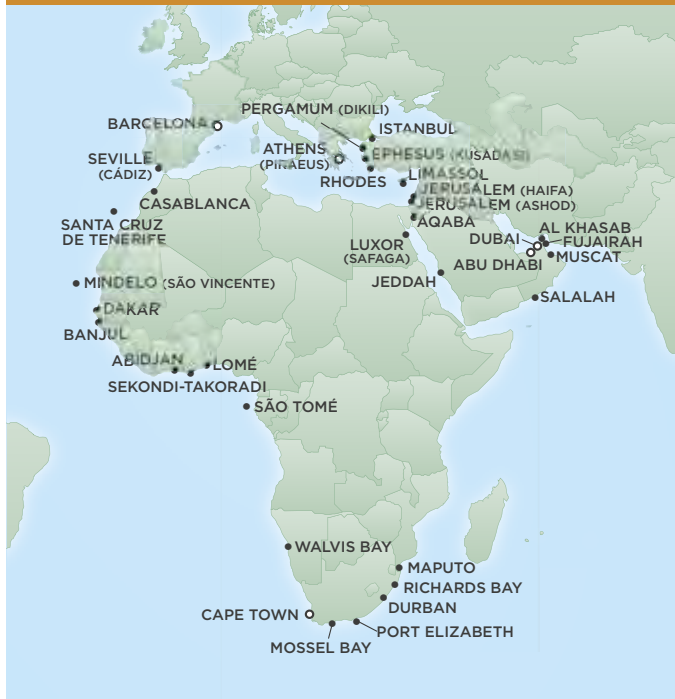 BARCELONA
PERGAMUM (DIKILI)
ISTANBUL
ATHENS
(PIRAEUS)
EPHESUS (KUSADASI)
SEVILLE
(CÁDIZ)
RHODES
LIMASSOL
JERUSALEM (HAIFA)
JERUSALEM (ASHOD)
CASABLANCA
AQABA
SANTA CRUZ
DE TENERIFE
LUXOR
(SAFAGA)
DUBAI
AL KHASAB
FUJAIRAH
MUSCAT
ABU DHABI
JEDDAH
MINDELO (SÃO VINCENTE)
SALALAH
DAKAR
BANJUL
ABIDJAN
LOMÉ
SEKONDI-TAKORADI
SÃO TOMÉ
WALVIS BAY
MAPUTO
RICHARDS BAY
DURBAN
CAPE TOWN
PORT ELIZABETH
MOSSEL BAY